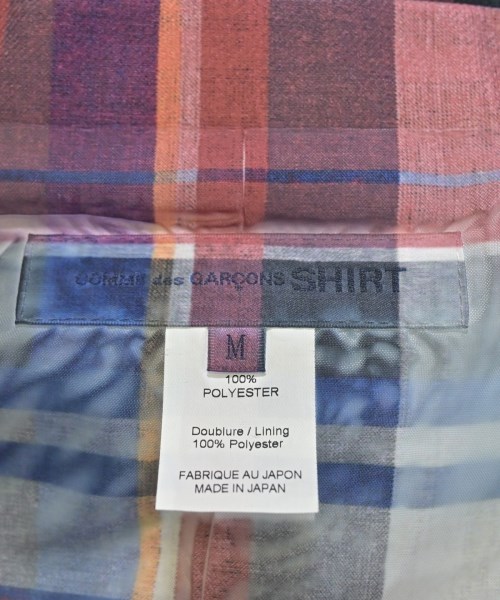 COMME des GARÇONS SHIRT
M
100%
POLYESTER
Doublure / Lining
100% Polyester
FABRIQUE AU JAPON
MADE IN JAPAN